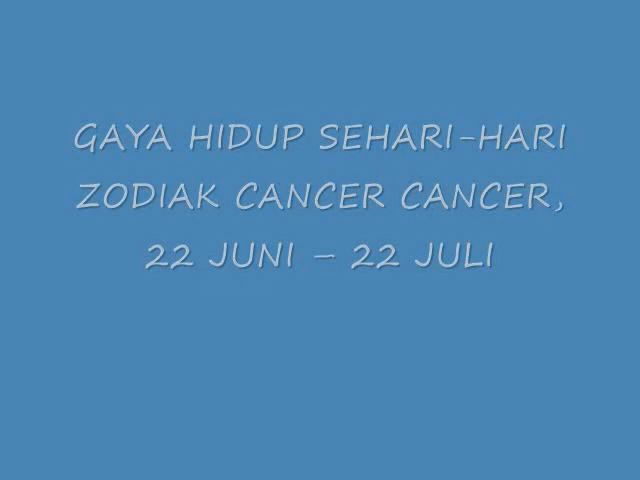 GAYA HIDUP SEHARI-HARI
ZODIAK CANCER CANCER,
22 JUNI – 22 JULI